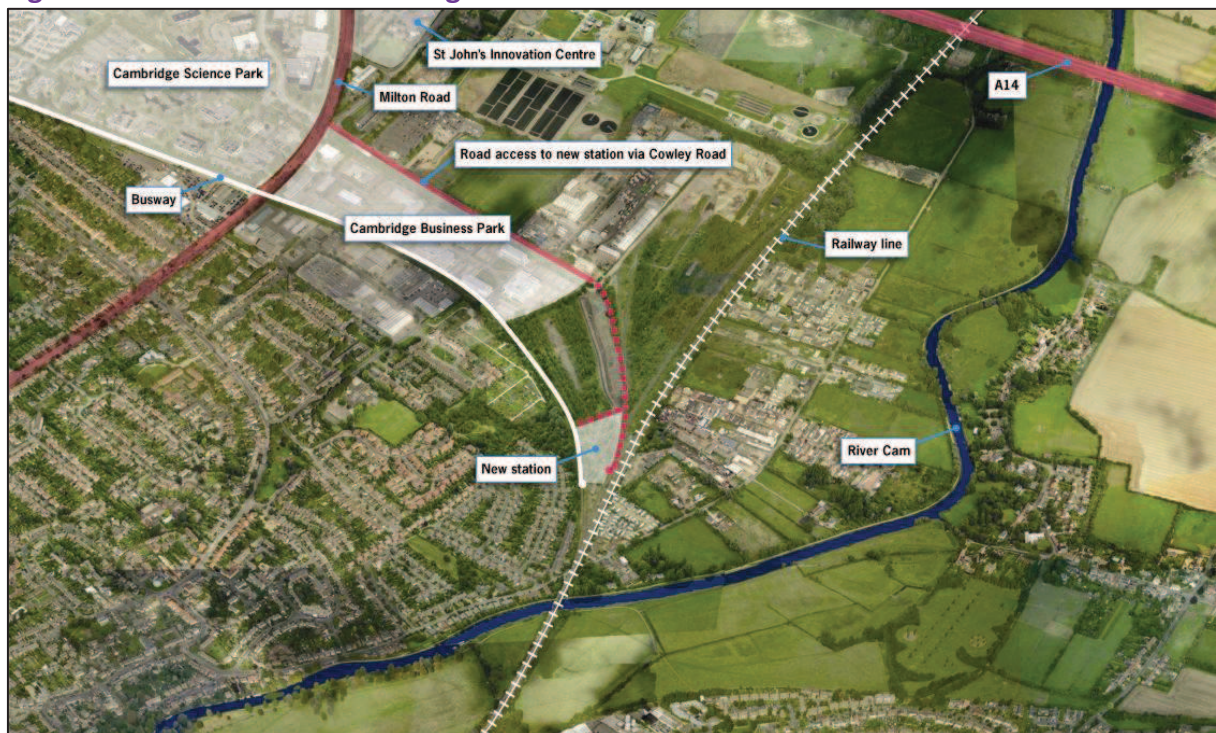 St John's Innovation Centre
Cambridge Science Park
A14
Milton Road
Road access to new station via Cowley Road
Busway
Cambridge Business Park
Railway line
River Cam
New station